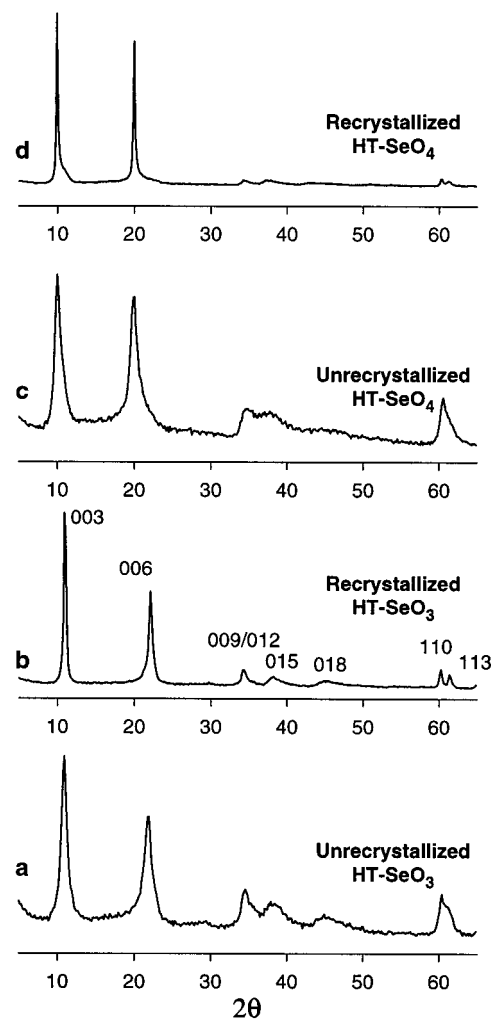 Recrystallized
HT-SeO4
d
10 20 30 40 50 60
Unrecrystallized
HT-SeO4
c
10 20 30 40 50 60
003
006
Recrystallized
HT-SeO3
009/012
015
018
110
113
b
10 20 30 40 50 60
Unrecrystallized
HT-SeO3
a
10 20 30 40 50 60
2θ